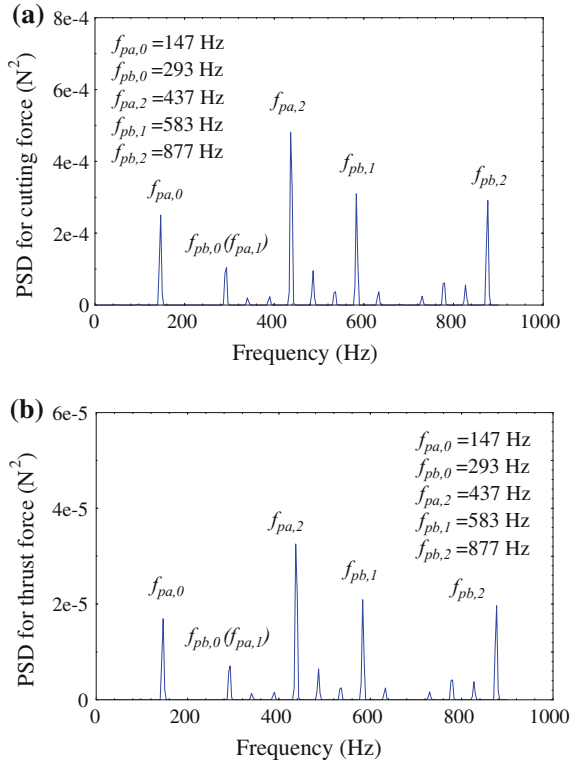 (a)
8e-4
6e-4
4e-4
2e-4
0
PSD for cutting force (N²)
f_pa,0 =147 Hz
f_pb,0 =293 Hz
f_pa,2 =437 Hz
f_pb,1 =583 Hz
f_pb,2 =877 Hz
f_pa,0
f_pb,0 (f_pa,1)
f_pa,2
f_pb,1
f_pb,2
0 200 400 600 800 1000
Frequency (Hz)
(b)
6e-5
4e-5
2e-5
0
PSD for thrust force (N²)
f_pa,0 =147 Hz
f_pb,0 =293 Hz
f_pa,2 =437 Hz
f_pb,1 =583 Hz
f_pb,2 =877 Hz
f_pa,0
f_pb,0 (f_pa,1)
f_pa,2
f_pb,1
f_pb,2
0 200 400 600 800 1000
Frequency (Hz)